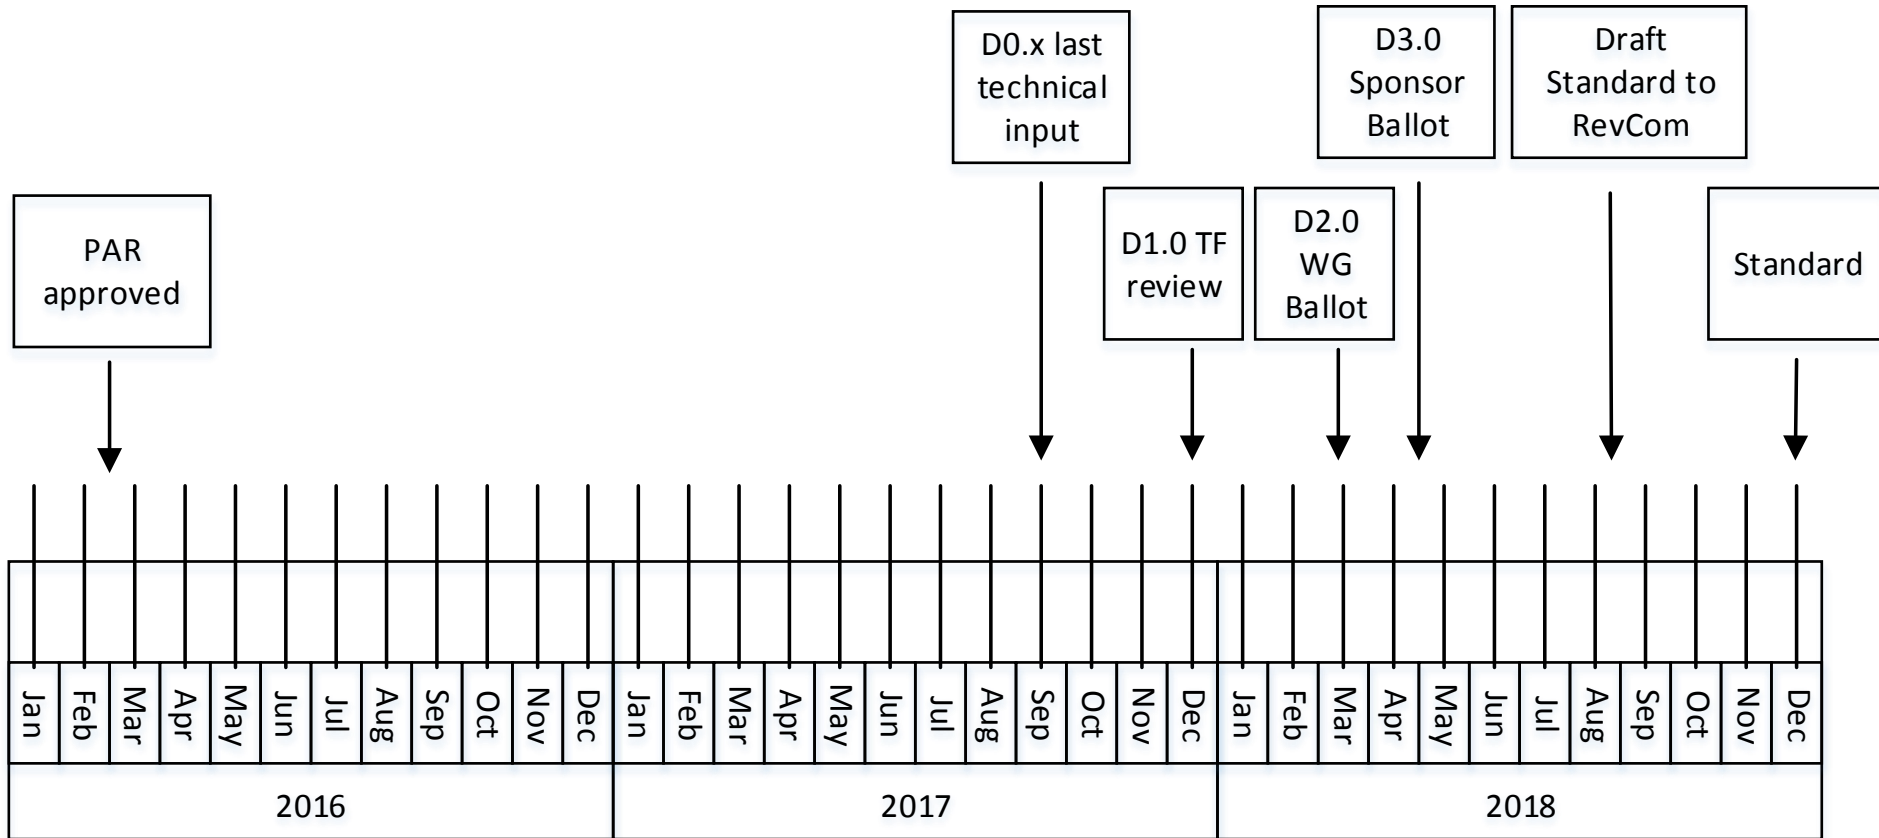 D0.x last
technical
input
D3.0
Sponsor
Ballot
Draft
Standard to
RevCom
PAR
approved
D1.0 TF
review
D2.0
WG
Ballot
Standard
Jan
Feb
Mar
Apr
May
Jun
Jul
Aug
Sep
Oct
Nov
Dec
Jan
Feb
Mar
Apr
May
Jun
Jul
Aug
Sep
Oct
Nov
Dec
Jan
Feb
Mar
Apr
May
Jun
Jul
Aug
Sep
Oct
Nov
Dec
2016
2017
2018